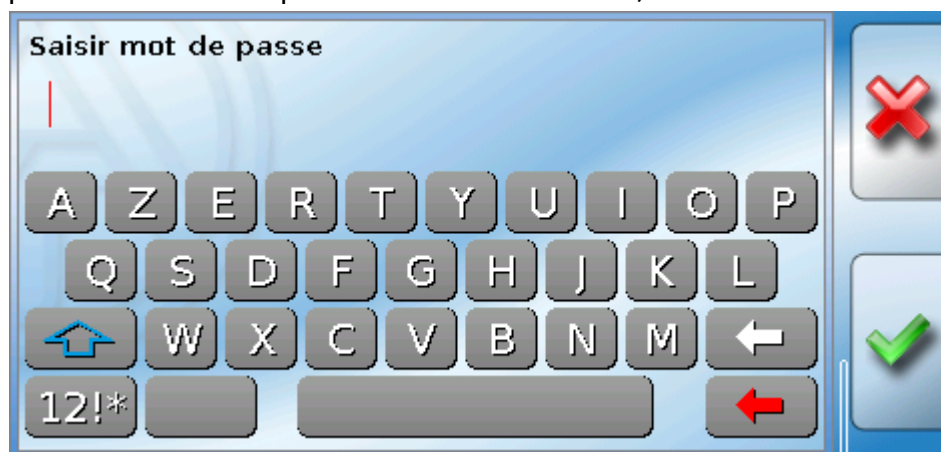 Saisir mot de passe
A Z E R T Y U I O P
Q S D F G H J K L
W X C V B N M
12!*